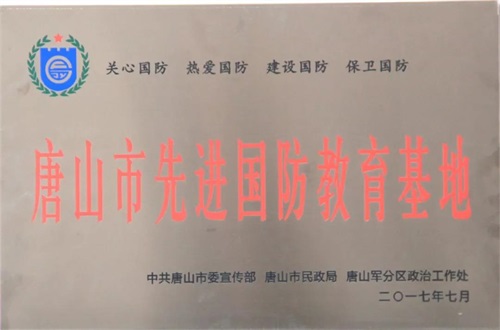 关心国防 热爱国防 建设国防 保卫国防
唐山市先进国防教育基地
中共唐山市委宣传部 唐山市民政局 唐山军分区政治工作处
二〇一七年七月